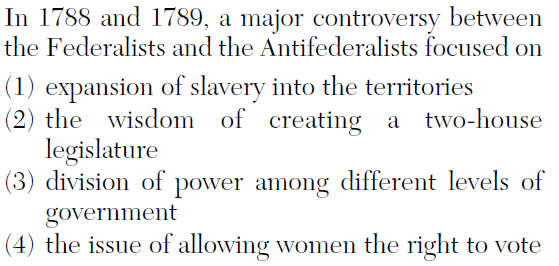 In 1788 and 1789, a major controversy between
the Federalists and the Antifederalists focused on
(1) expansion of slavery into the territories
(2) the wisdom of creating a two-house
legislature
(3) division of power among different levels of
government
(4) the issue of allowing women the right to vote